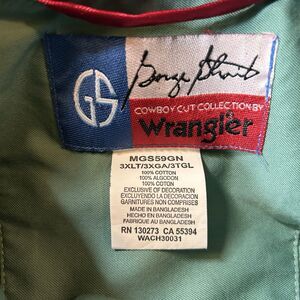 GS
George Strait
COWBOY CUT COLLECTION BY
Wrangler
MGS59GN
3XLT/3XGA/3TGL
100% COTTON
100% ALGODON
100% COTON
EXCLUSIVE OF DECORATION
EXCLUYENDO LA DECORACION
GARNITURES NON COMPRISES
MADE IN BANGLADESH
HECHO EN BANGLADESH
FABRIQUE AU BANGLADESH
RN 130273 CA 55394
WACH30031